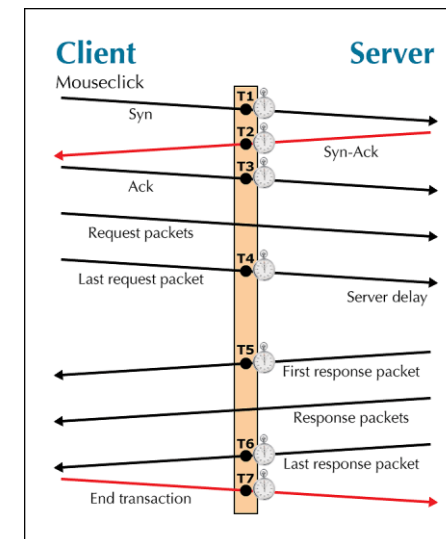 Client Server
Mouseclick
T1
Syn
T2
Syn-Ack
T3
Ack
Request packets
T4
Last request packet
Server delay
T5
First response packet
Response packets
T6
Last response packet
T7
End transaction